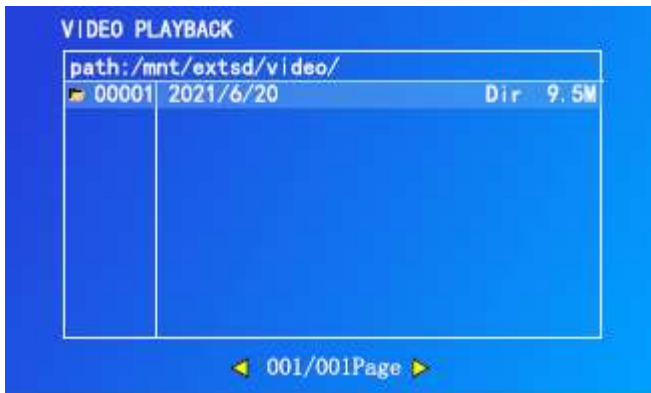 VIDEO PLAYBACK
path:/mnt/extsd/video/
00001 2021/6/20 Dir 9.5M
001/001Page